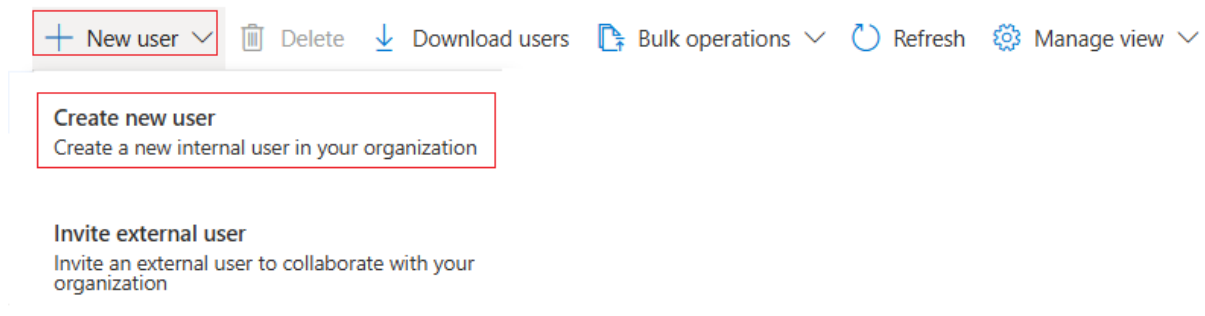 New user Delete Download users Bulk operations Refresh Manage view
Create new user
Create a new internal user in your organization
Invite external user
Invite an external user to collaborate with your
organization